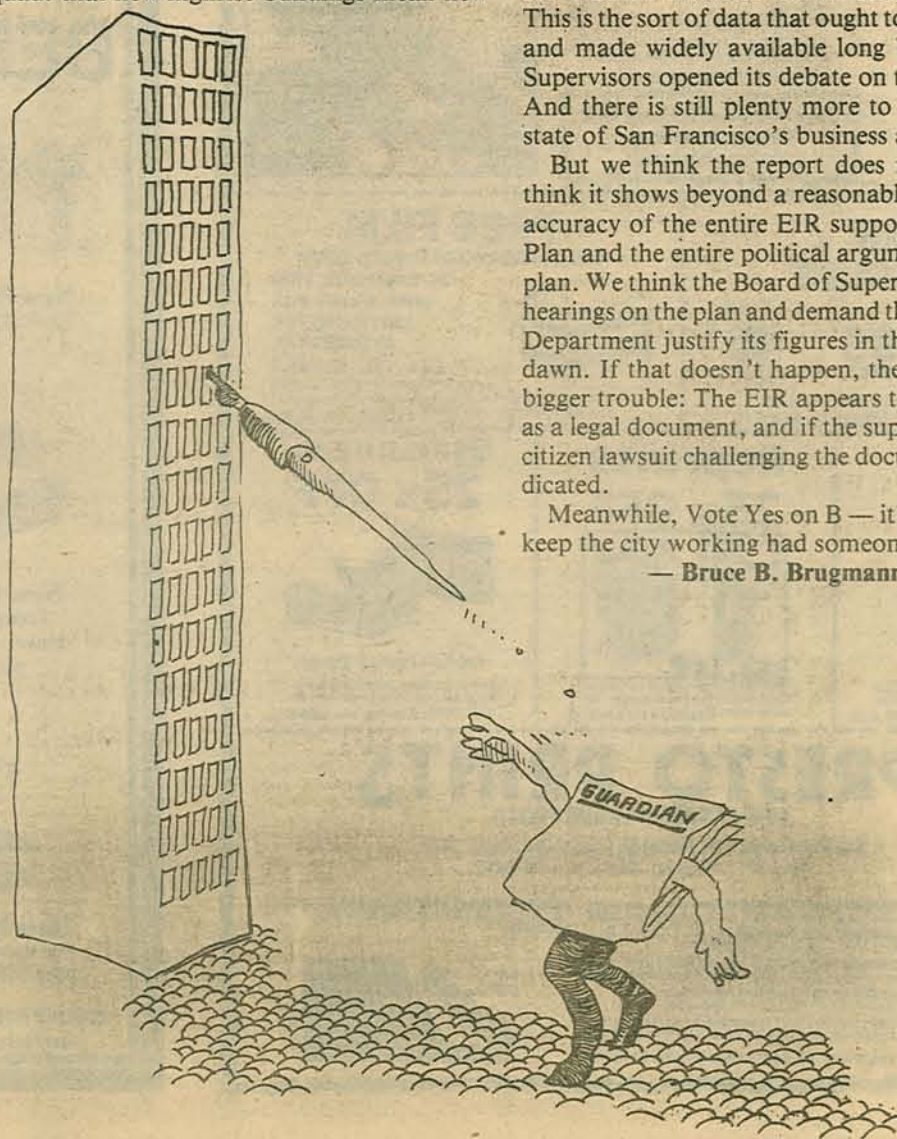 This is the sort of data that ought to
and made widely available long
Supervisors opened its debate on
And there is still plenty more to
state of San Francisco's business
But we think the report does
think it shows beyond a reasonabl
accuracy of the entire EIR suppo
Plan and the entire political argu
plan. We think the Board of Super
hearings on the plan and demand th
Department justify its figures in th
dawn. If that doesn't happen, the
bigger trouble: The EIR appears t
as a legal document, and if the sup
citizen lawsuit challenging the doc
dicated.
Meanwhile, Vote Yes on B — it
keep the city working had someon
— Bruce B. Brugmann
GUARDIAN